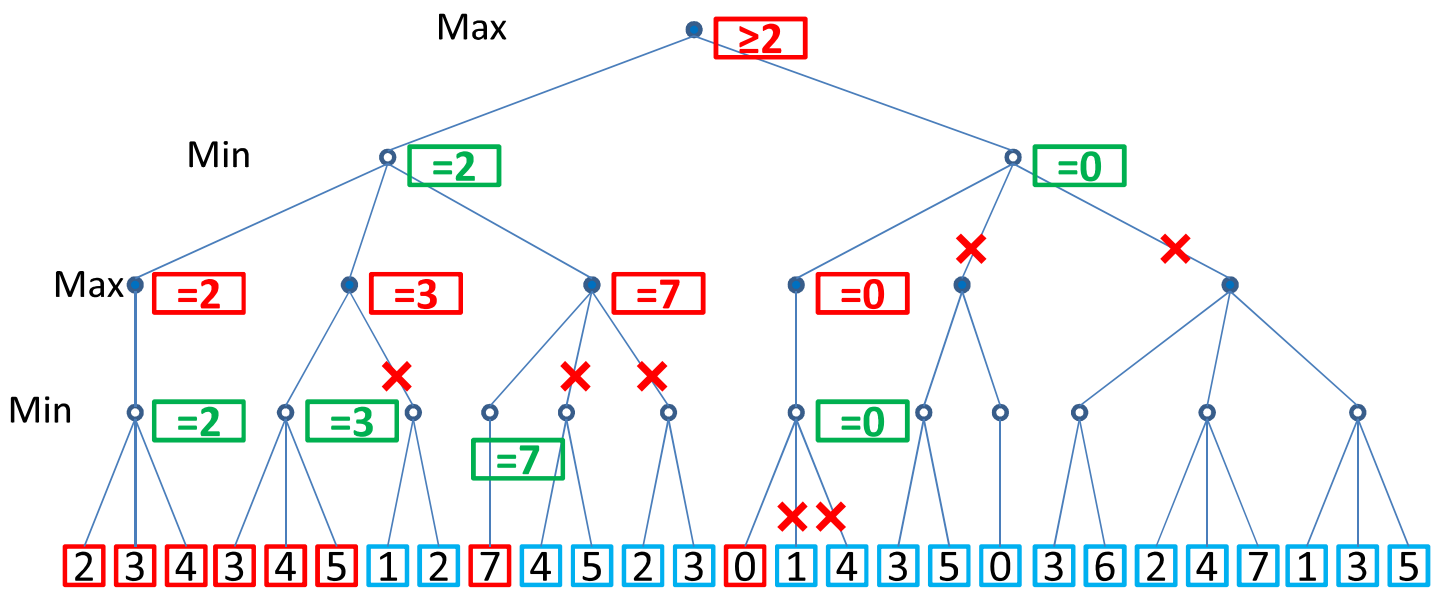 Max ≥2
Min =2 =0
Max =2 =3 =7 =0
Min =2 =3 =0
=7
2 3 4 3 4 5 1 2 7 4 5 2 3 0 1 4 3 5 0 3 6 2 4 7 1 3 5